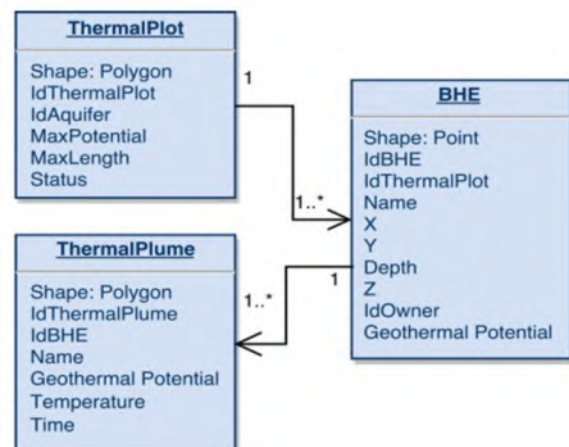 ThermalPlot
Shape: Polygon
IdThermalPlot
IdAquifer
MaxPotential
MaxLength
Status
1
1..*
BHE
Shape: Point
IdBHE
IdThermalPlot
Name
X
Y
Depth
Z
IdOwner
Geothermal Potential
1
1..*
ThermalPlume
Shape: Polygon
IdThermalPlume
IdBHE
Name
Geothermal Potential
Temperature
Time